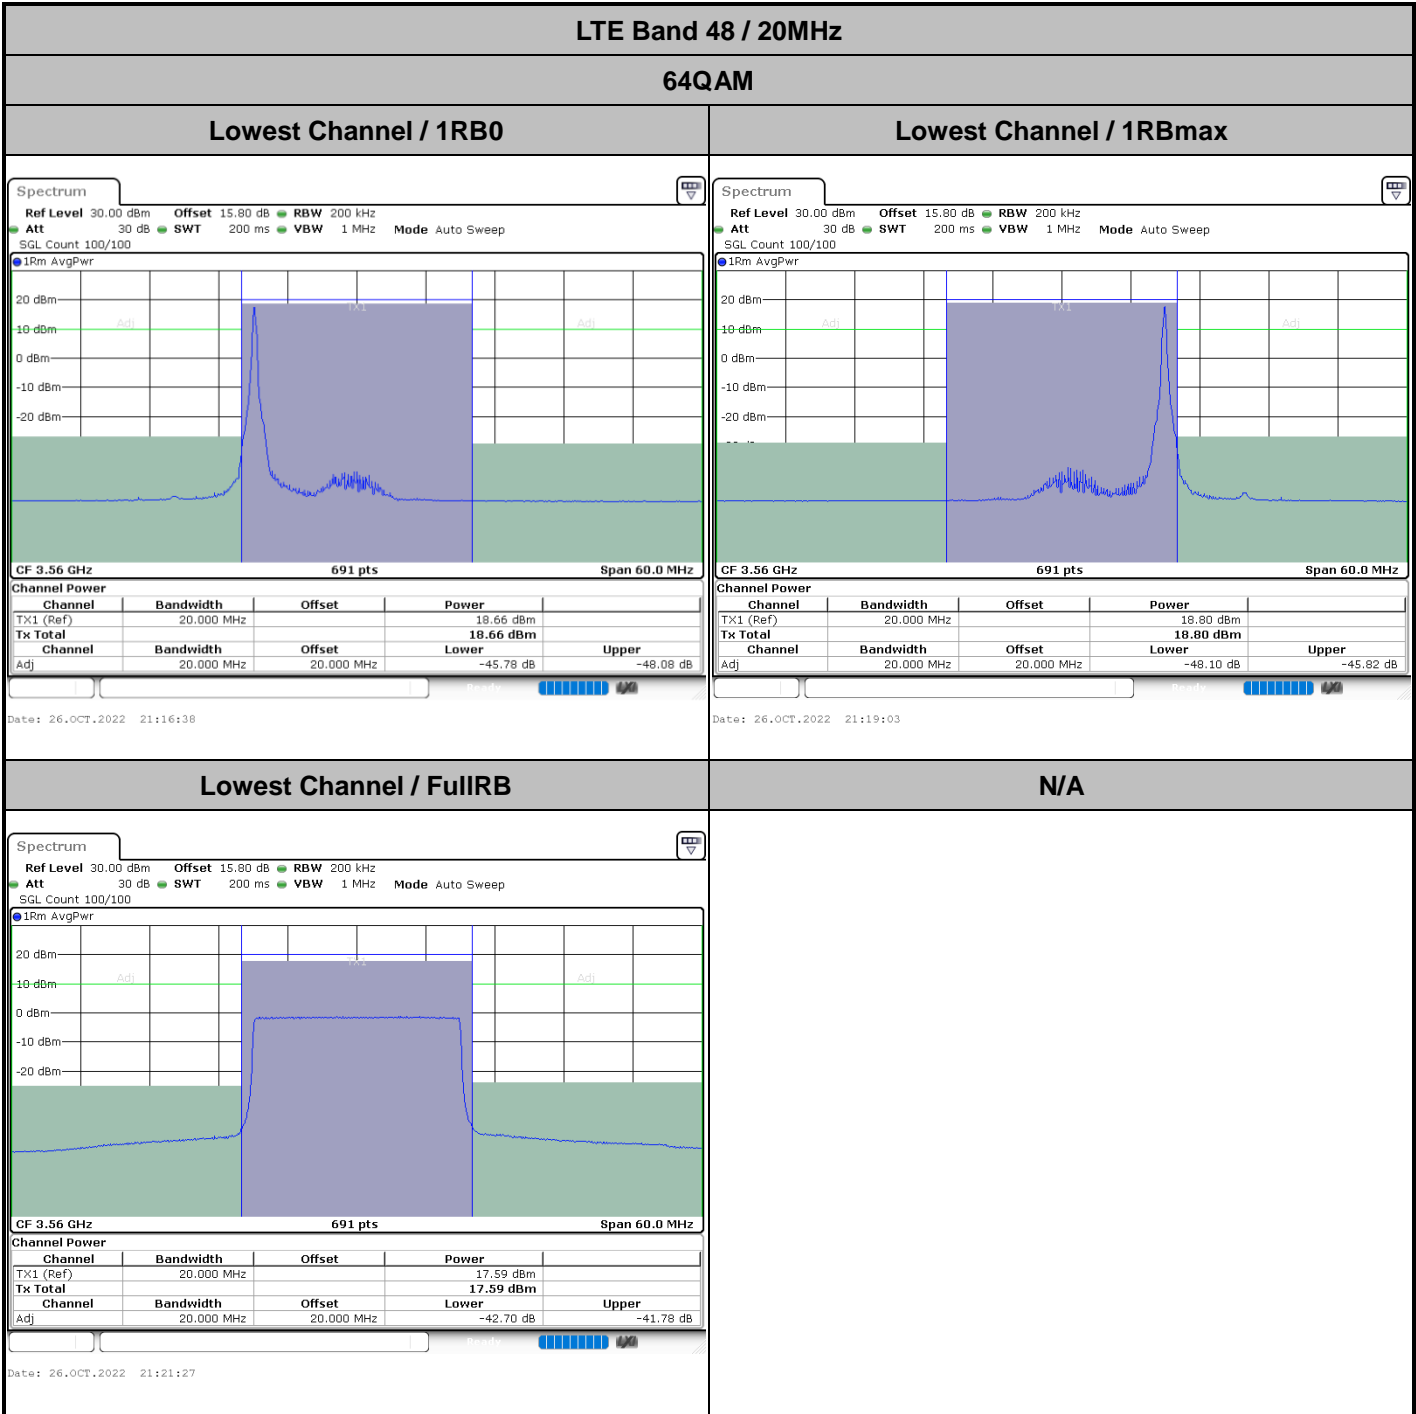 LTE Band 48 / 20MHz
64QAM
Lowest Channel / 1RB0
Lowest Channel / 1RBmax
Spectrum
Ref Level 30.00 dBm Offset 15.80 dB RBW 200 kHz
Att 30 dB SWT 200 ms VBW 1 MHz Mode Auto Sweep
SGL Count 100/100
1Rm AvgPwr
TX1
20 dBm
Adj
Adj
10 dBm
0 dBm
-10 dBm
-20 dBm
CF 3.56 GHz 691 pts Span 60.0 MHz
Channel Power
Channel Bandwidth Offset Power
TX1 (Ref) 20.000 MHz 18.66 dBm
Tx Total 18.66 dBm
Channel Bandwidth Offset Lower Upper
Adj 20.000 MHz 20.000 MHz -45.78 dB -48.08 dB
Ready
Date: 26.OCT.2022 21:16:38
Spectrum
Ref Level 30.00 dBm Offset 15.80 dB RBW 200 kHz
Att 30 dB SWT 200 ms VBW 1 MHz Mode Auto Sweep
SGL Count 100/100
1Rm AvgPwr
TX1
20 dBm
Adj
Adj
10 dBm
0 dBm
-10 dBm
-20 dBm
CF 3.56 GHz 691 pts Span 60.0 MHz
Channel Power
Channel Bandwidth Offset Power
TX1 (Ref) 20.000 MHz 18.80 dBm
Tx Total 18.80 dBm
Channel Bandwidth Offset Lower Upper
Adj 20.000 MHz 20.000 MHz -48.10 dB -45.82 dB
Ready
Date: 26.OCT.2022 21:19:03
Lowest Channel / FullRB
N/A
Spectrum
Ref Level 30.00 dBm Offset 15.80 dB RBW 200 kHz
Att 30 dB SWT 200 ms VBW 1 MHz Mode Auto Sweep
SGL Count 100/100
1Rm AvgPwr
20 dBm
TX1
Adj
Adj
10 dBm
0 dBm
-10 dBm
-20 dBm
CF 3.56 GHz 691 pts Span 60.0 MHz
Channel Power
Channel Bandwidth Offset Power
TX1 (Ref) 20.000 MHz 17.59 dBm
Tx Total 17.59 dBm
Channel Bandwidth Offset Lower Upper
Adj 20.000 MHz 20.000 MHz -42.70 dB -41.78 dB
Ready
Date: 26.OCT.2022 21:21:27